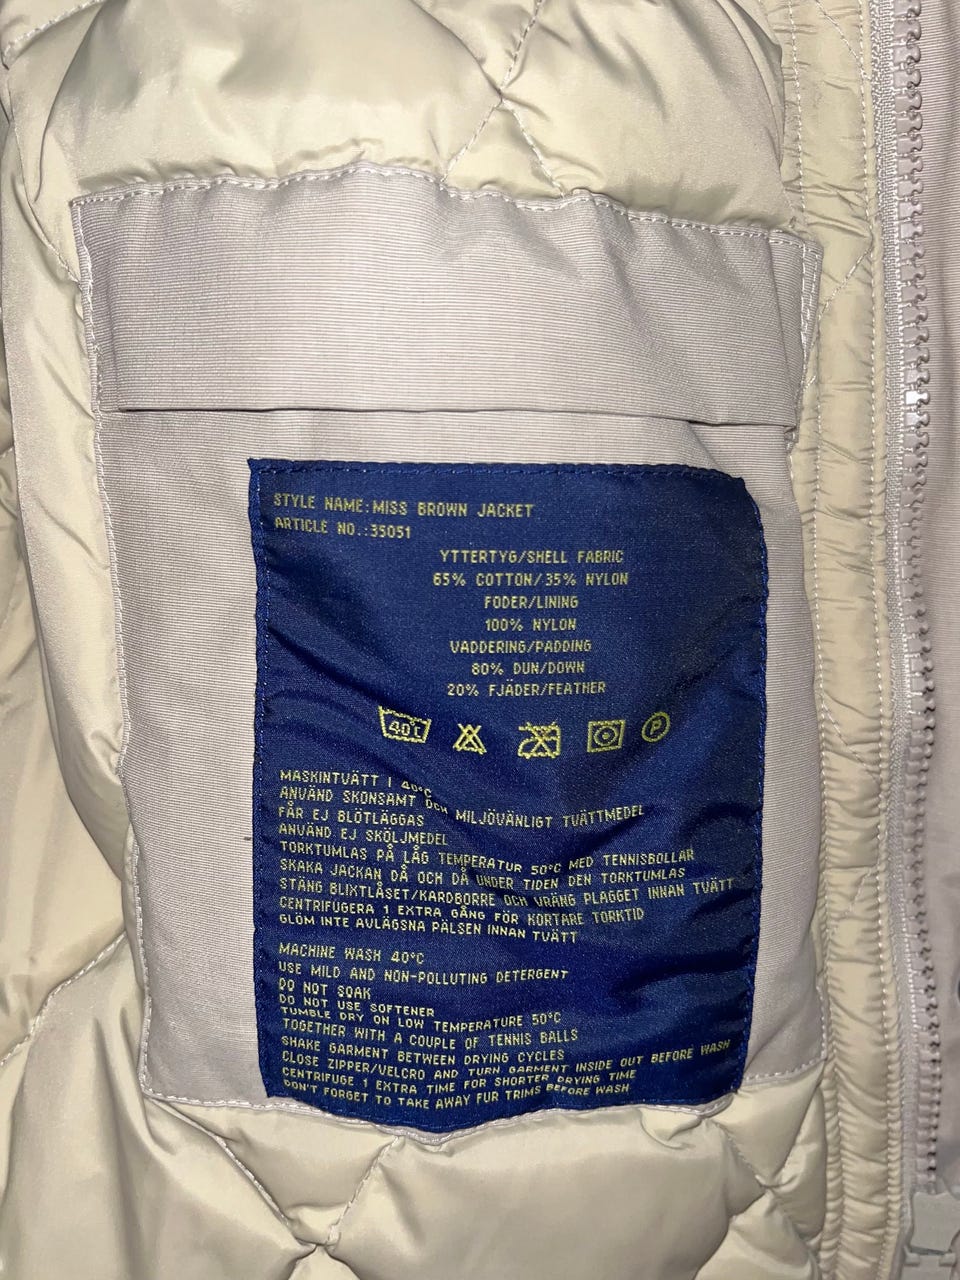 STYLE NAME:MISS BROWN JACKET
ARTICLE NO.:35051
YTTERTYG/SHELL FABRIC
65% COTTON/35% NYLON
FODER/LINING
100% NYLON
VADDERING/PADDING
80% DUN/DOWN
20% FJÄDER/FEATHER
40°C P
MASKINTVÄTT I 40°C
ANVÄND SKONSAMT OCH MILJÖVÄNLIGT TVÄTTMEDEL
FÅR EJ BLÖTLÄGGAS
ANVÄND EJ SKÖLJMEDEL
TORKTUMLAS PÅ LÅG TEMPERATUR 50°C MED TENNISBOLLAR
SKAKA JACKAN DÅ OCH DÅ UNDER TIDEN DEN TORKTUMLAS
STÄNG BLIXTLÅSET/KARDBORRE OCH VRÄNG PLAGGET INNAN TVÄTT
CENTRIFUGERA 1 EXTRA GÅNG FÖR KORTARE TORKTID
GLÖM INTE AVLÄGSNA PÄLSEN INNAN TVÄTT
MACHINE WASH 40°C
USE MILD AND NON-POLLUTING DETERGENT
DO NOT SOAK
DO NOT USE SOFTENER
TUMBLE DRY ON LOW TEMPERATURE 50°C
TOGETHER WITH A COUPLE OF TENNIS BALLS
SHAKE GARMENT BETWEEN DRYING CYCLES
CLOSE ZIPPER/VELCRO AND TURN GARMENT INSIDE OUT BEFORE WASH
CENTRIFUGE 1 EXTRA TIME FOR SHORTER DRYING TIME
DON'T FORGET TO TAKE AWAY FUR TRIMS BEFORE WASH